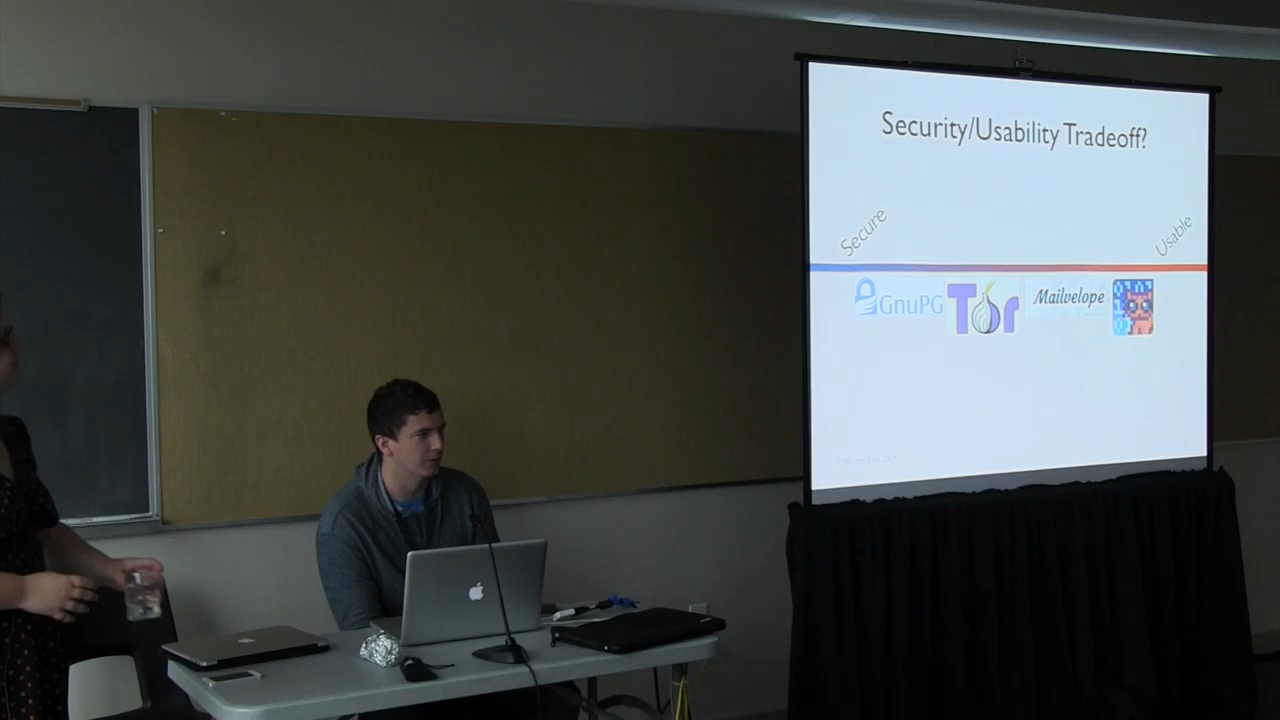 Security/Usability Tradeoff?
Secure
Usable
GnuPG
Tor
Mailvelope